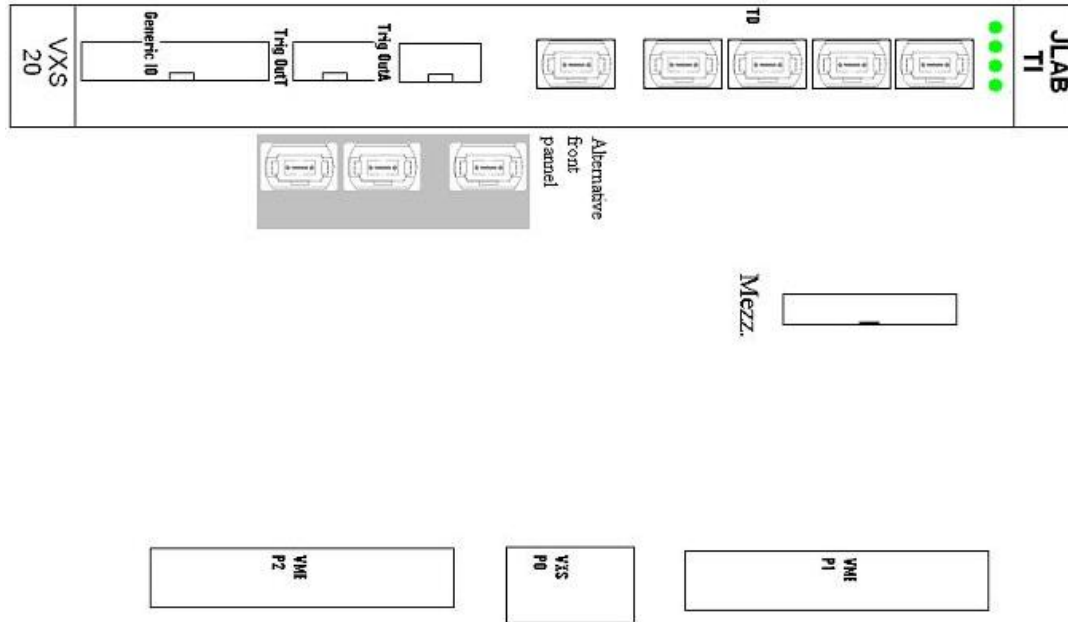 JLAB
TI
TD
Trig OutA
Trig OutT
Generic IO
VXS
20
Alternative
front
pannel
Mezz.
VME
P1
VXS
P0
VME
P2